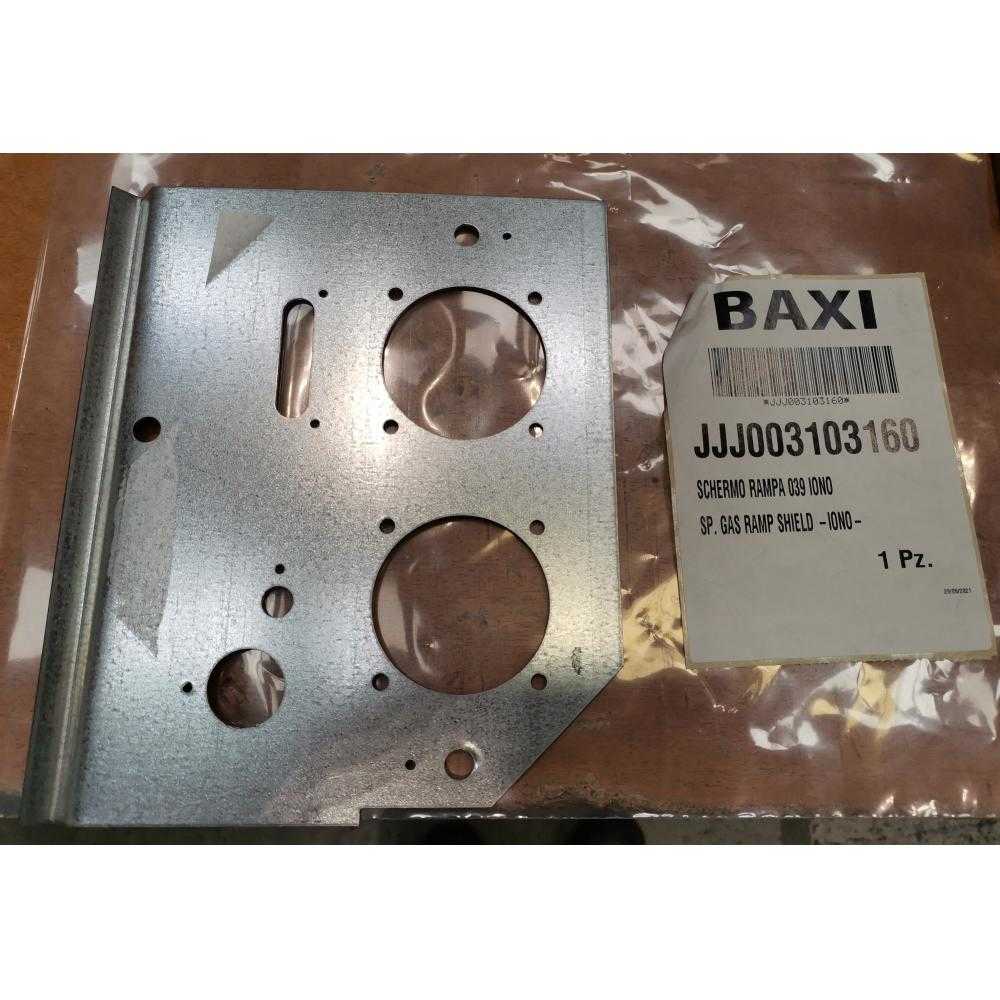 BAXI
*JJJ003103160*
JJJ003103160
SCHERMO RAMPA 039 IONO
SP. GAS RAMP SHIELD -IONO-
1 Pz.